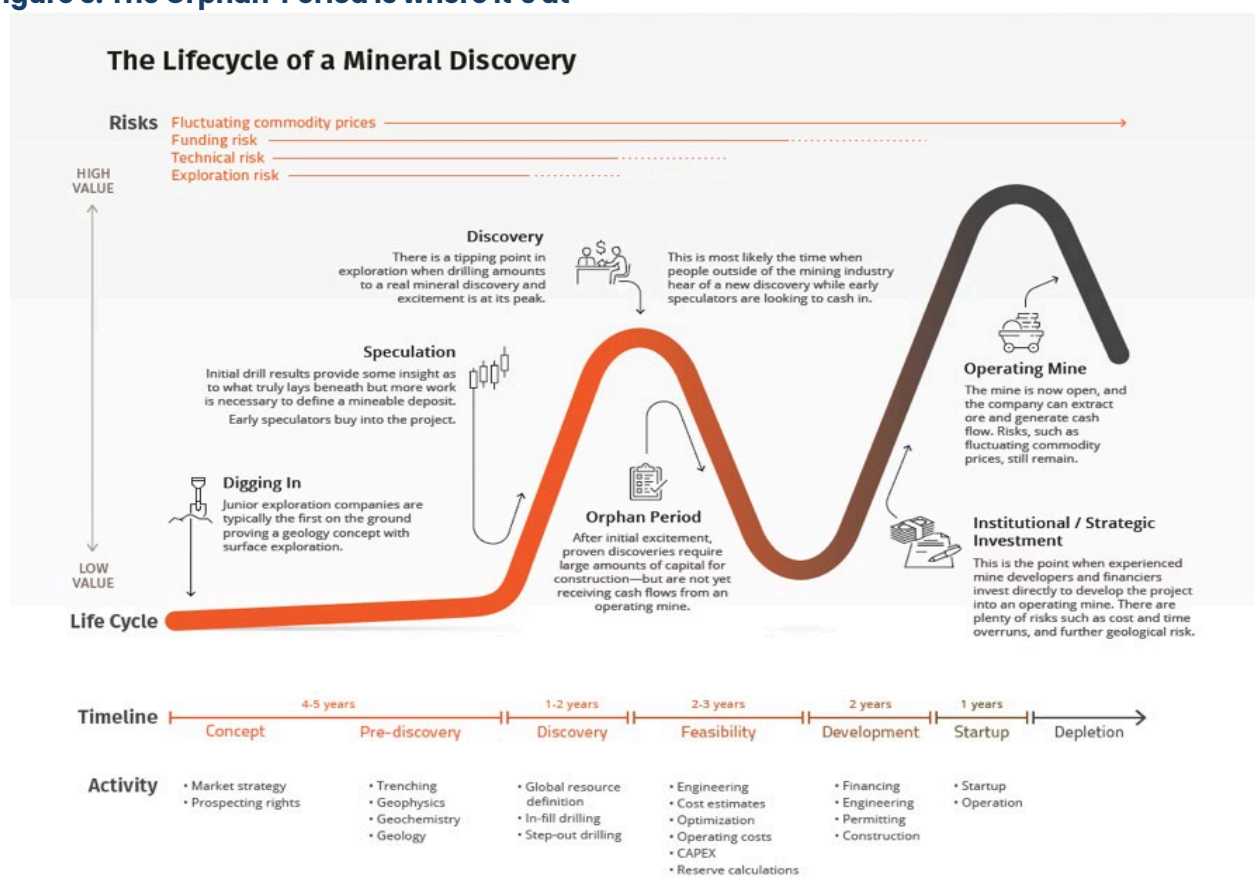 The Lifecycle of a Mineral Discovery
Risks
Fluctuating commodity prices
Funding risk
Technical risk
Exploration risk
HIGH
VALUE
LOW
VALUE
Discovery
There is a tipping point in
exploration when drilling amounts
to a real mineral discovery and
excitement is at its peak.
This is most likely the time when
people outside of the mining industry
hear of a new discovery while early
speculators are looking to cash in.
Speculation
Initial drill results provide some insight as
to what truly lays beneath but more work
is necessary to define a mineable deposit.
Early speculators buy into the project.
Digging In
Junior exploration companies are
typically the first on the ground
proving a geology concept with
surface exploration.
Orphan Period
After initial excitement,
proven discoveries require
large amounts of capital for
construction—but are not yet
receiving cash flows from an
operating mine.
Operating Mine
The mine is now open, and
the company can extract
ore and generate cash
flow. Risks, such as
fluctuating commodity
prices, still remain.
Institutional / Strategic
Investment
This is the point when experienced
mine developers and financiers
invest directly to develop the project
into an operating mine. There are
plenty of risks such as cost and time
overruns, and further geological risk.
Life Cycle
Timeline
4-5 years
1-2 years
2-3 years
2 years
1 years
Concept
Pre-discovery
Discovery
Feasibility
Development
Startup
Depletion
Activity
• Market strategy
• Prospecting rights
• Trenching
• Geophysics
• Geochemistry
• Geology
• Global resource
definition
• In-fill drilling
• Step-out drilling
• Engineering
• Cost estimates
• Optimization
• Operating costs
• CAPEX
• Reserve calculations
• Financing
• Engineering
• Permitting
• Construction
• Startup
• Operation